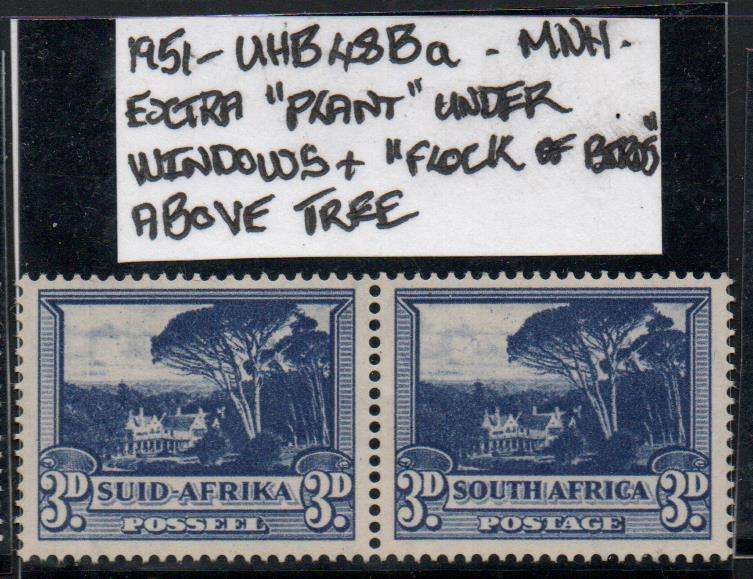 1951 - UHB48Ba - MNH -
EXTRA "PLANT" UNDER
WINDOWS + "FLOCK OF BIRDS"
ABOVE TREE
3D SUID-AFRIKA 3D
POSSEEL
3D SOUTH AFRICA 3D
POSTAGE